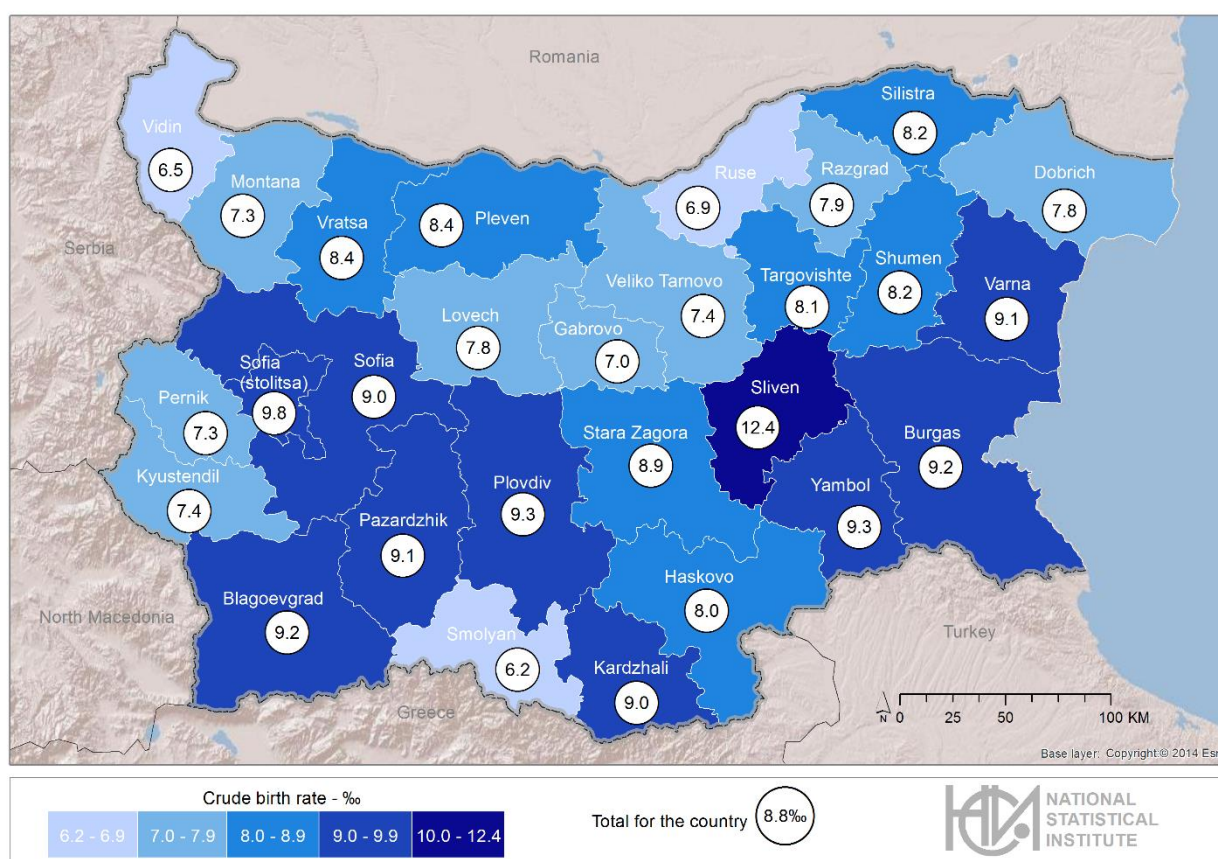 Romania
Silistra
8.2
Vidin
6.5
Ruse
6.9
Razgrad
7.9
Dobrich
7.8
Montana
7.3
Pleven
8.4
Vratsa
8.4
Serbia
Shumen
8.2
Targovishte
8.1
Veliko Tarnovo
7.4
Varna
9.1
Lovech
7.8
Gabrovo
7.0
Sofia
(stolitsa)
9.8
Sofia
9.0
Sliven
12.4
Pernik
7.3
Stara Zagora
8.9
Burgas
9.2
Kyustendil
7.4
Plovdiv
9.3
Yambol
9.3
Pazardzhik
9.1
Haskovo
8.0
Blagoevgrad
9.2
North Macedonia
Smolyan
6.2
Turkey
Kardzhali
9.0
Greece
N
0 25 50 100 KM
Base layer: Copyright:© 2014 Esr
Crude birth rate - ‰
6.2 - 6.9 7.0 - 7.9 8.0 - 8.9 9.0 - 9.9 10.0 - 12.4
Total for the country 8.8‰
НСИ
NATIONAL
STATISTICAL
INSTITUTE